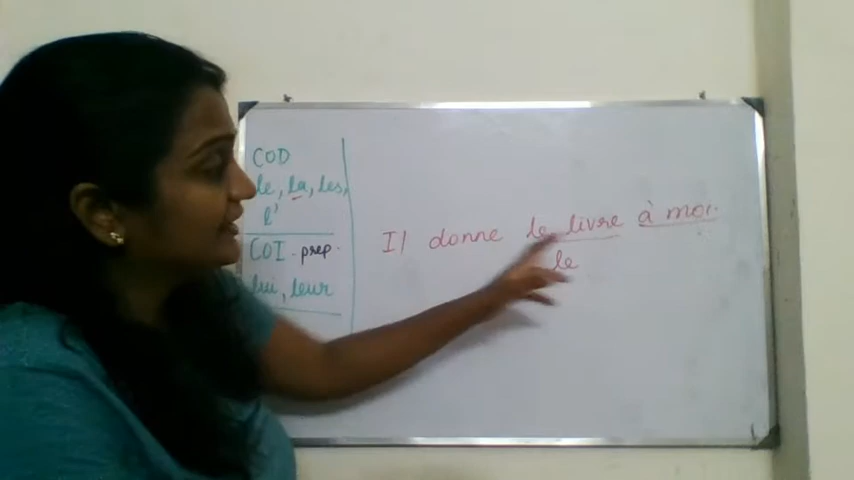 COD
le, la, les,
l'
COI - prep.
lui, leur
Il donne le livre à moi.
le